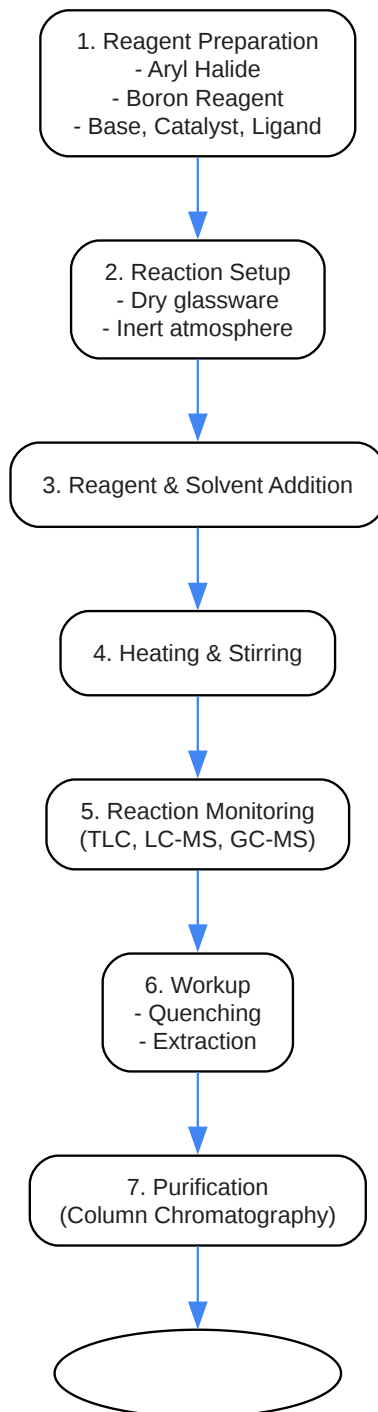 1. Reagent Preparation
- Aryl Halide
- Boron Reagent
- Base, Catalyst, Ligand
2. Reaction Setup
- Dry glassware
- Inert atmosphere
3. Reagent & Solvent Addition
4. Heating & Stirring
5. Reaction Monitoring
(TLC, LC-MS, GC-MS)
6. Workup
- Quenching
- Extraction
7. Purification
(Column Chromatography)